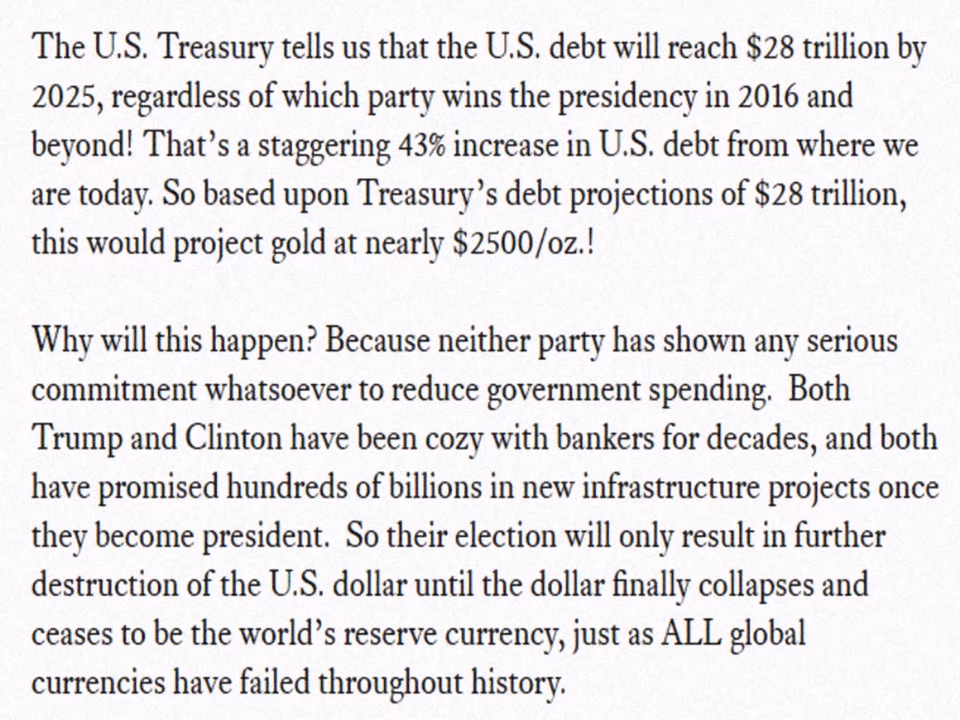 The U.S. Treasury tells us that the U.S. debt will reach $28 trillion by
2025, regardless of which party wins the presidency in 2016 and
beyond! That's a staggering 43% increase in U.S. debt from where we
are today. So based upon Treasury's debt projections of $28 trillion,
this would project gold at nearly $2500/oz.!
Why will this happen? Because neither party has shown any serious
commitment whatsoever to reduce government spending.  Both
Trump and Clinton have been cozy with bankers for decades, and both
have promised hundreds of billions in new infrastructure projects once
they become president.  So their election will only result in further
destruction of the U.S. dollar until the dollar finally collapses and
ceases to be the world's reserve currency, just as ALL global
currencies have failed throughout history.